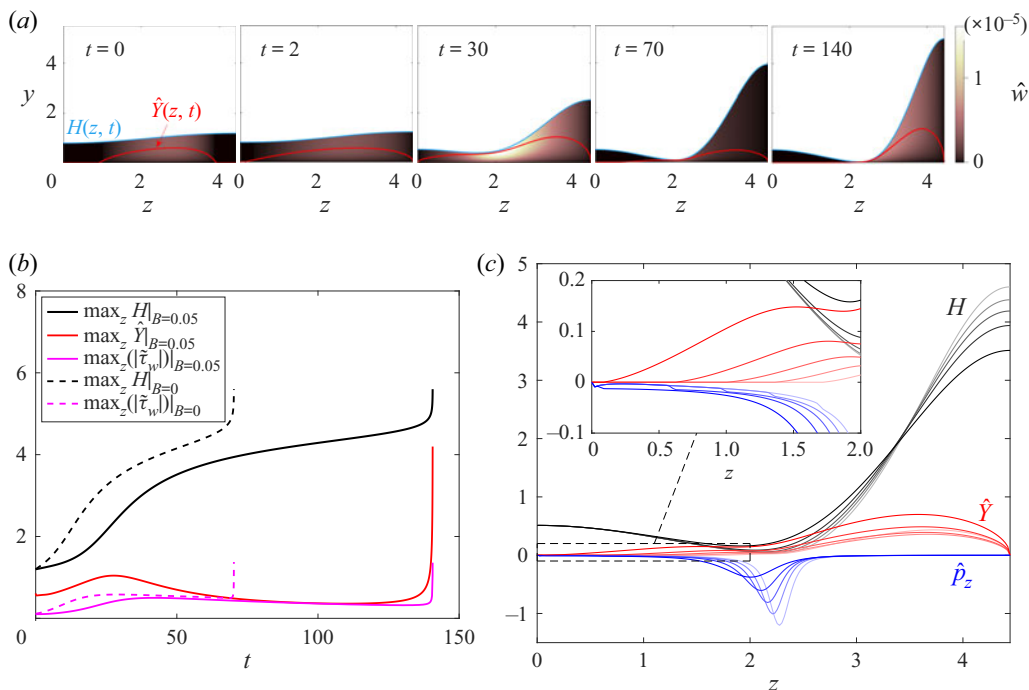 (a)
t = 0
t = 2
t = 30
t = 70
t = 140
(×10⁻⁵)
4
2
y
H(z, t)
Ŷ(z, t)
1
0
ŵ
0 2 4
0 2 4
0 2 4
0 2 4
0 2 4
z z z z z
(b)
8
6
4
2
max_z H|_{B=0.05}
max_z Ŷ|_{B=0.05}
max_z(|τ̃_w|)|_{B=0.05}
max_z H|_{B=0}
max_z(|τ̃_w|)|_{B=0}
0 50 100 150
t
(c)
5
4
3
2
1
0
−1
0.2
0.1
0
−0.1
0 0.5 1.0 1.5 2.0
z
H
Ŷ
p̂_z
0 1 2 3 4
z